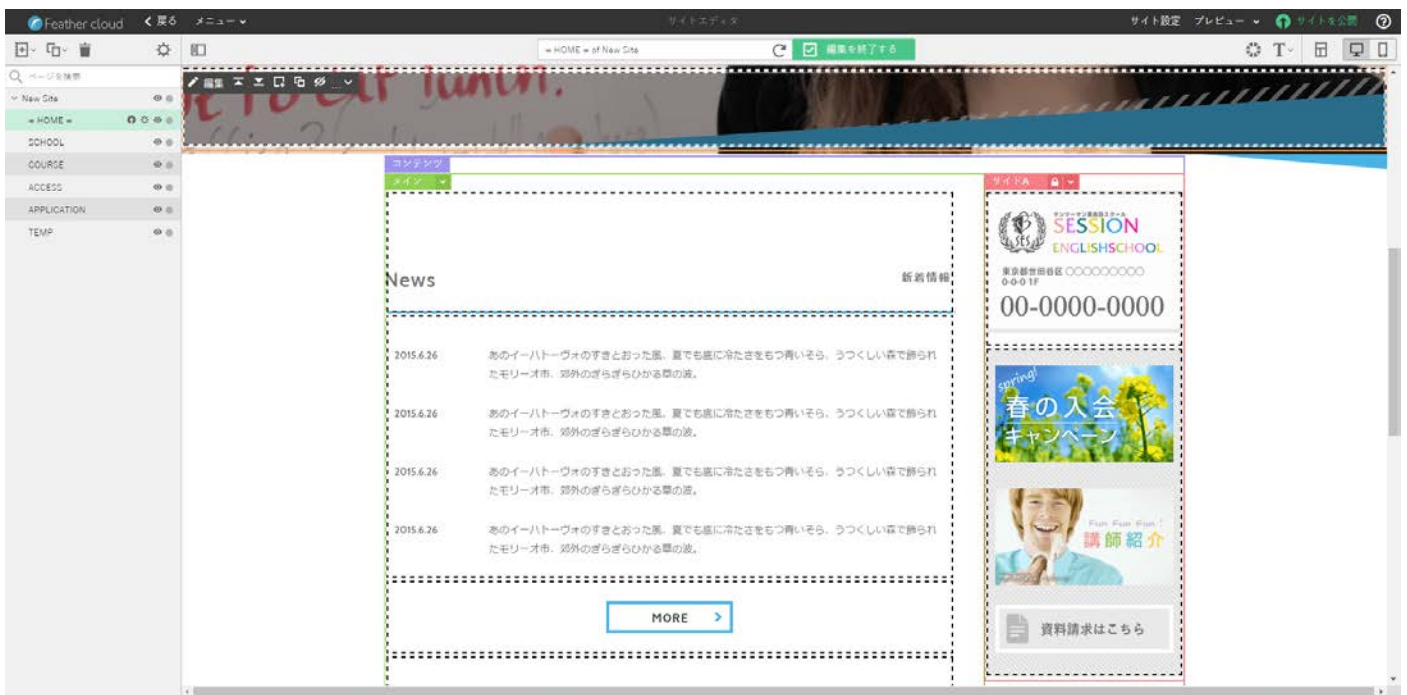 Feather cloud
戻る
メニュー
サイトエディタ
サイト設定
プレビュー
サイトを公開
= HOME = of New Site
編集を終了する
ページを検索
New Site
= HOME =
SCHOOL
COURSE
ACCESS
APPLICATION
TEMP
編集
コンテンツ
メイン
サイドA
News
新着情報
2015.6.26
あのイーハトーヴォのすきとおった風、夏でも底に冷たさをもつ青いそら、うつくしい森で飾られ
たモリーオ市、郊外のぎらぎらひかる草の波。
2015.6.26
あのイーハトーヴォのすきとおった風、夏でも底に冷たさをもつ青いそら、うつくしい森で飾られ
たモリーオ市、郊外のぎらぎらひかる草の波。
2015.6.26
あのイーハトーヴォのすきとおった風、夏でも底に冷たさをもつ青いそら、うつくしい森で飾られ
たモリーオ市、郊外のぎらぎらひかる草の波。
2015.6.26
あのイーハトーヴォのすきとおった風、夏でも底に冷たさをもつ青いそら、うつくしい森で飾られ
たモリーオ市、郊外のぎらぎらひかる草の波。
MORE
SES
マンツーマン英会話スクール
SESSION
ENGLISHSCHOOL
東京都世田谷区○○○○○○○○○
0-0-0 1F
00-0000-0000
spring!
春の入会
キャンペーン
Fun Fun Fun!
講師紹介
資料請求はこちら